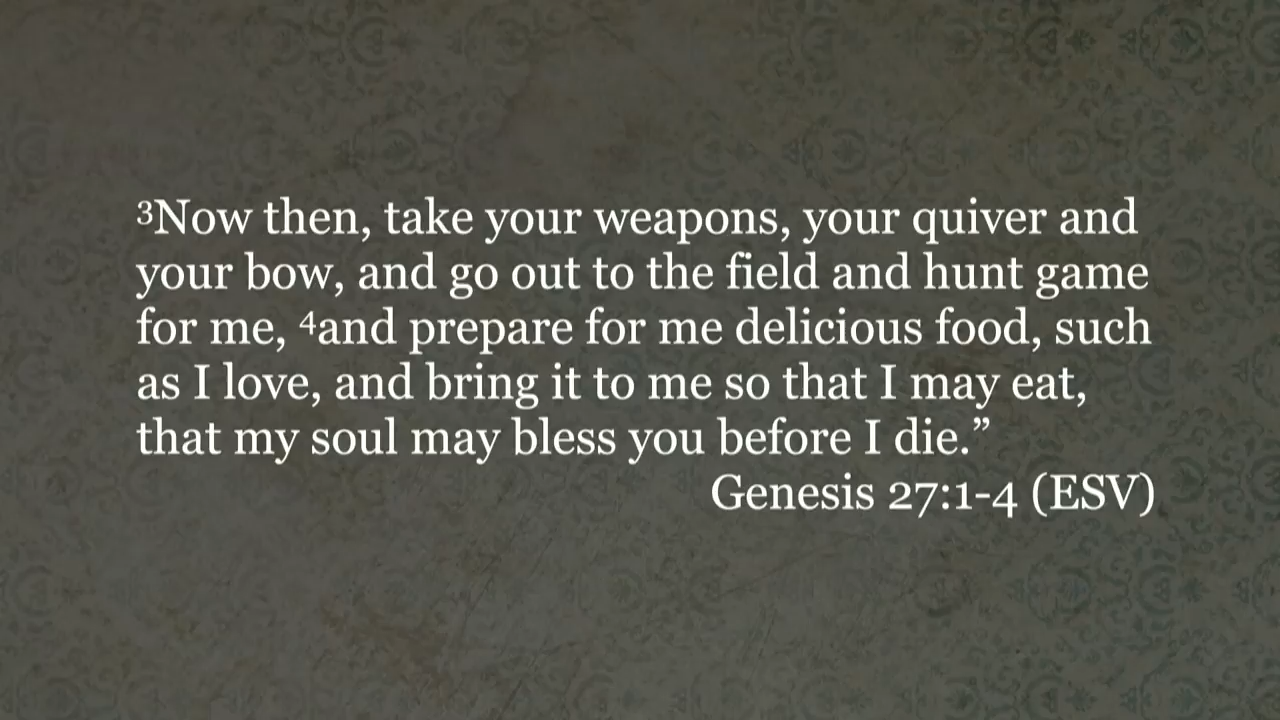 ³Now then, take your weapons, your quiver and
your bow, and go out to the field and hunt game
for me, ⁴and prepare for me delicious food, such
as I love, and bring it to me so that I may eat,
that my soul may bless you before I die.”
Genesis 27:1-4 (ESV)